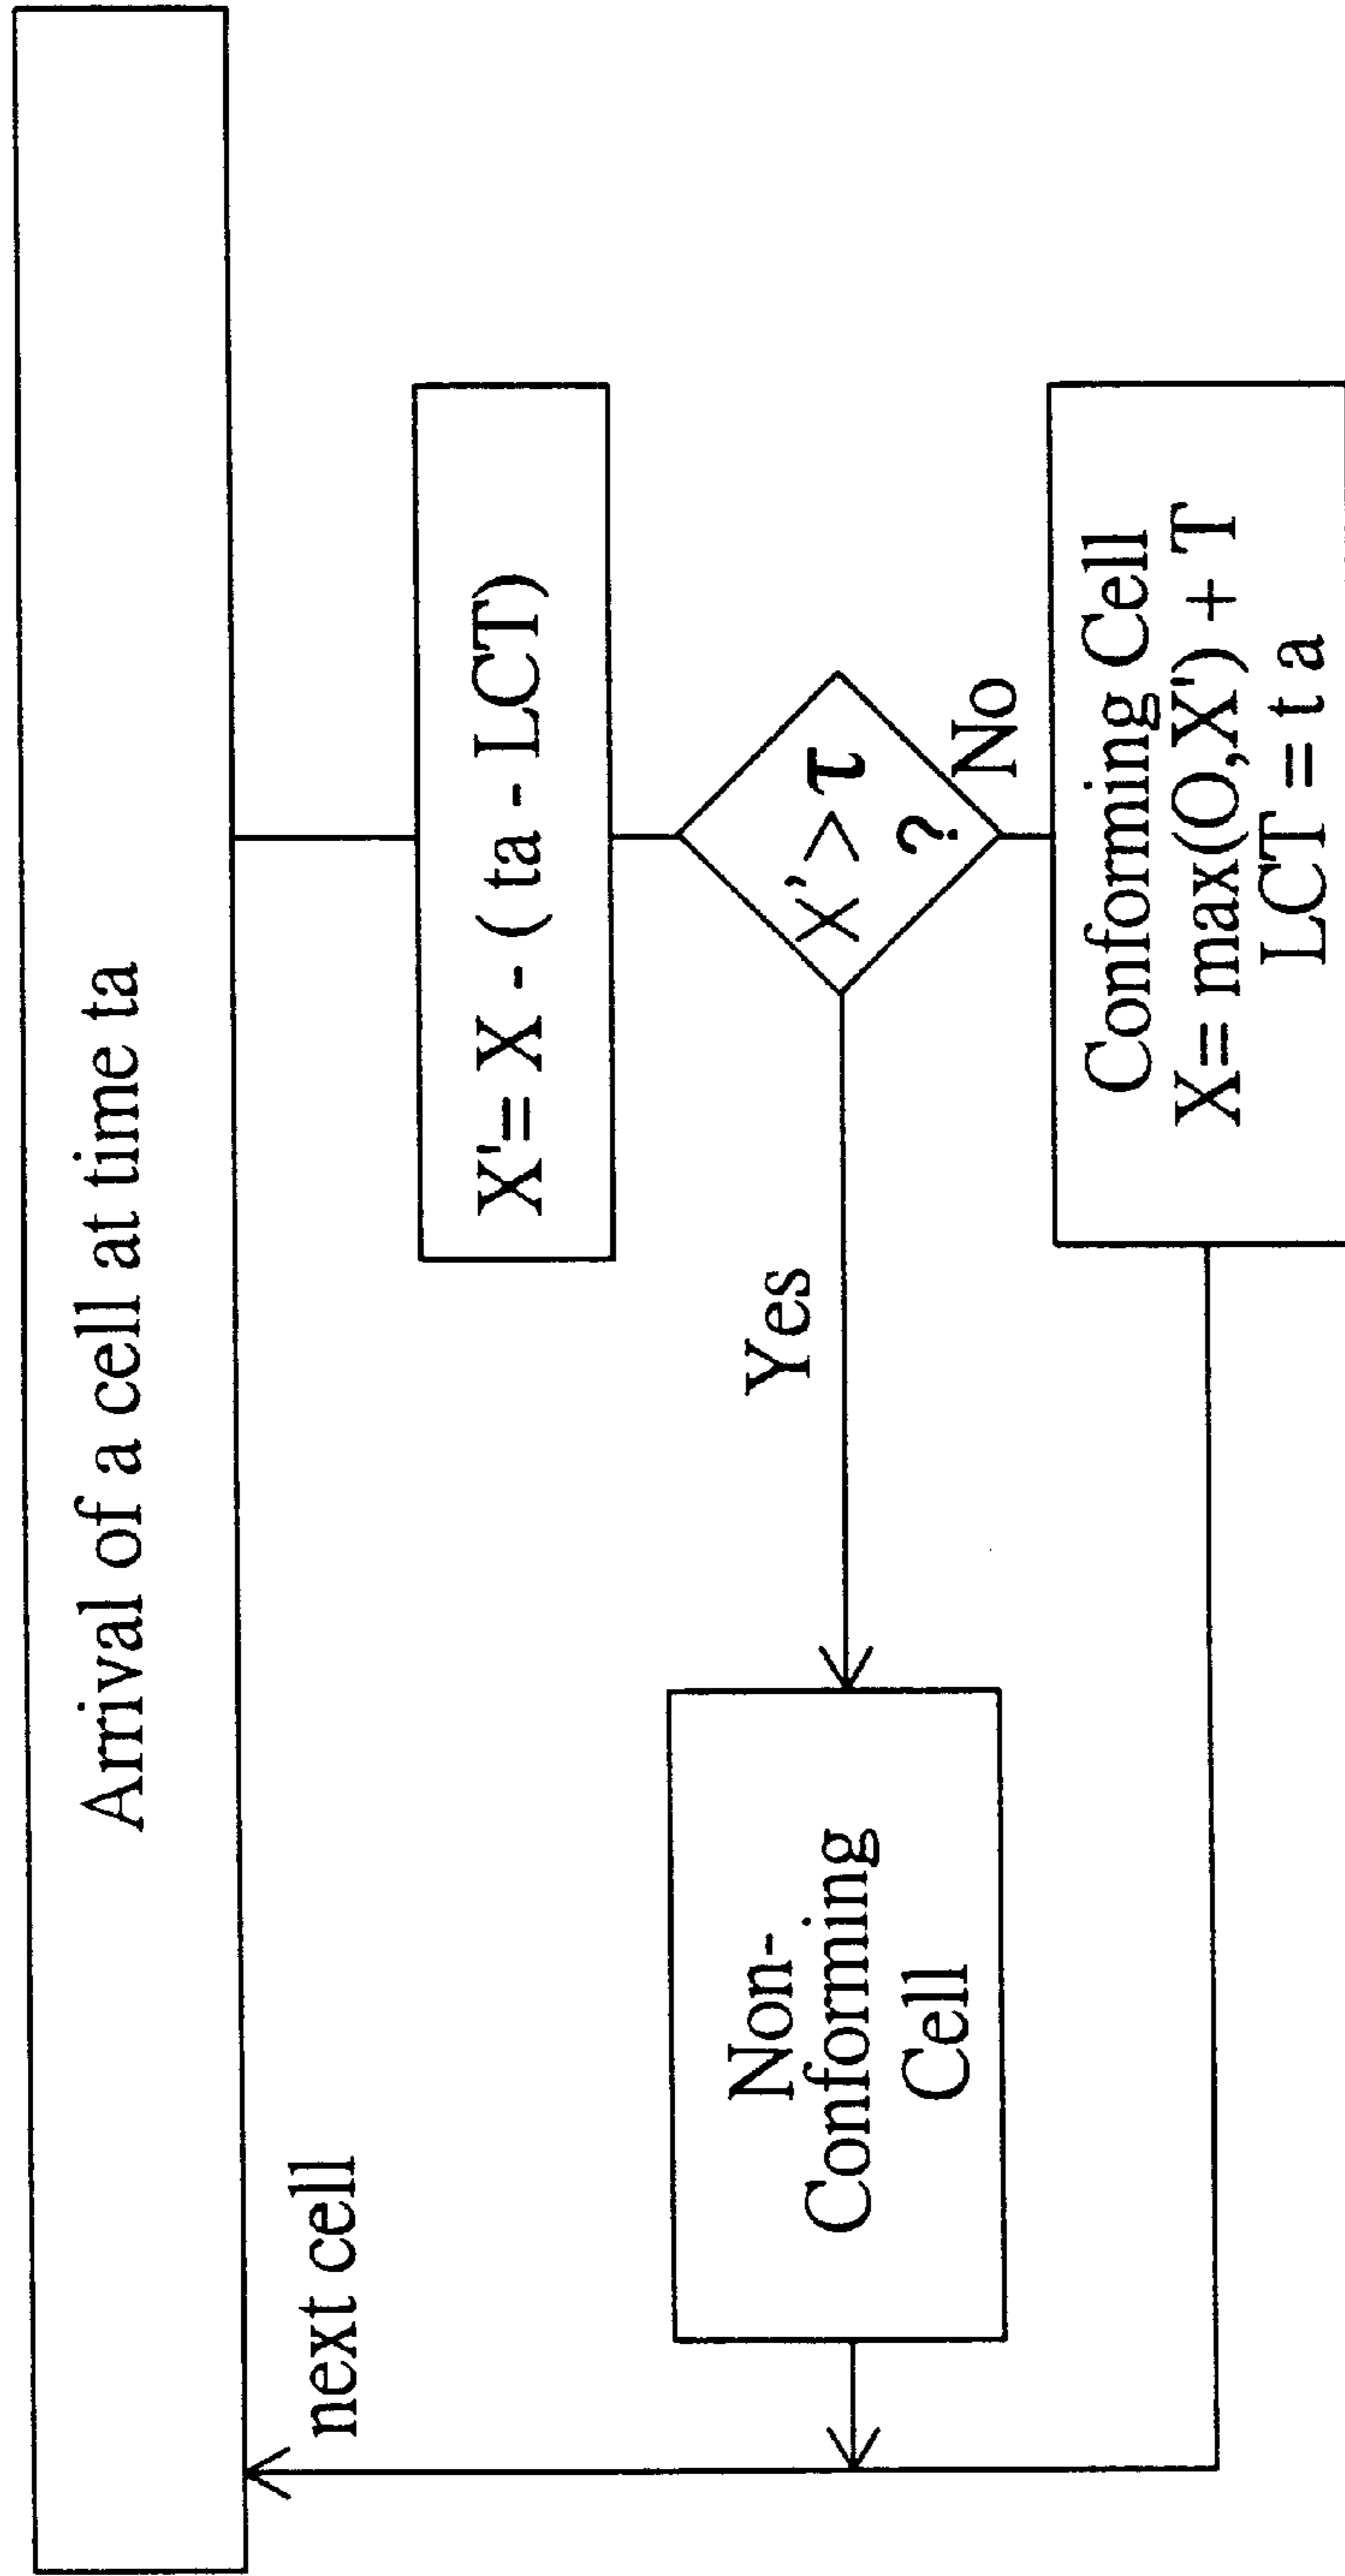 Arrival of a cell at time ta
next cell
X'= X - ( ta - LCT)
X' > τ
?
Yes
No
Non-
Conforming
Cell
Conforming Cell
X= max(O,X') + T
LCT = t a